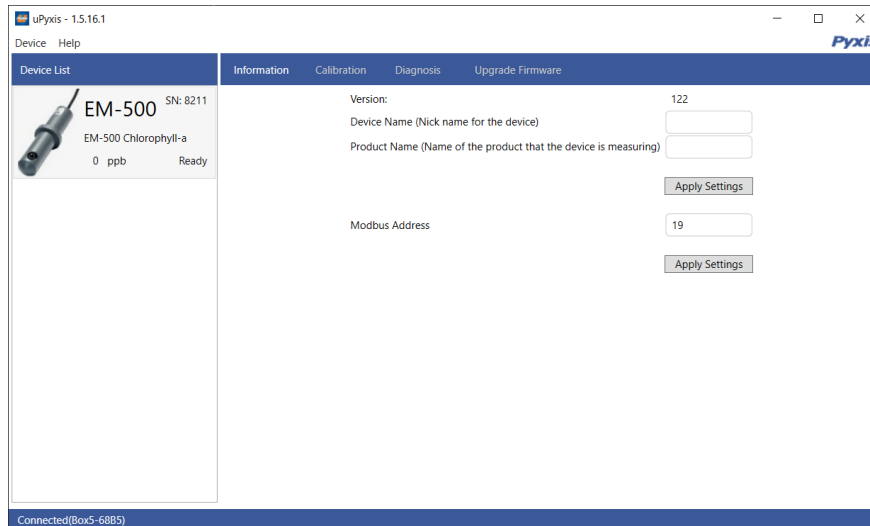 uPyxis - 1.5.16.1
Device Help
Device List
Information Calibration Diagnosis Upgrade Firmware
EM-500 SN: 8211
EM-500 Chlorophyll-a
0 ppb Ready
Version: 122
Device Name (Nick name for the device)
Product Name (Name of the product that the device is measuring)
Apply Settings
Modbus Address 19
Apply Settings
Connected(Box5-68B5)